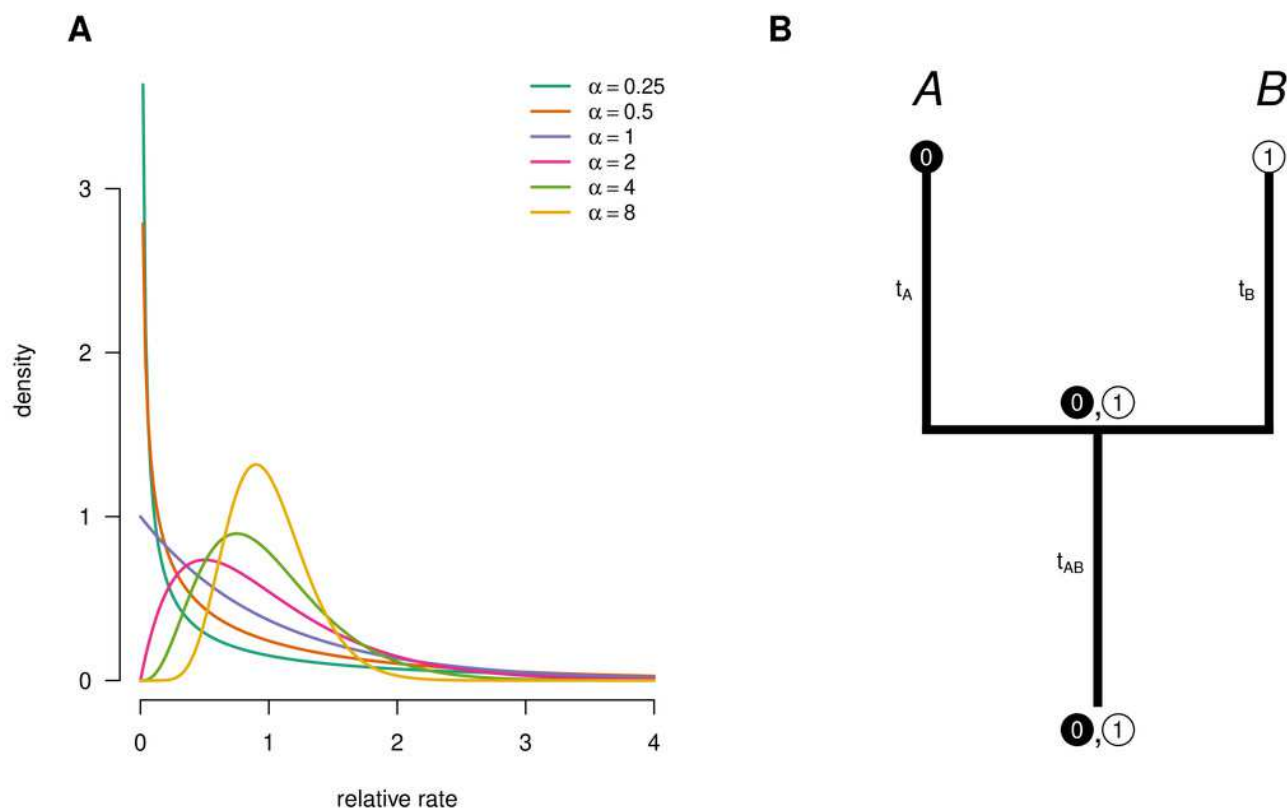 A
α = 0.25
α = 0.5
α = 1
α = 2
α = 4
α = 8
3
2
1
0
density
0 1 2 3 4
relative rate
B
A B
0 1
tA tB
0,1
tAB
0,1